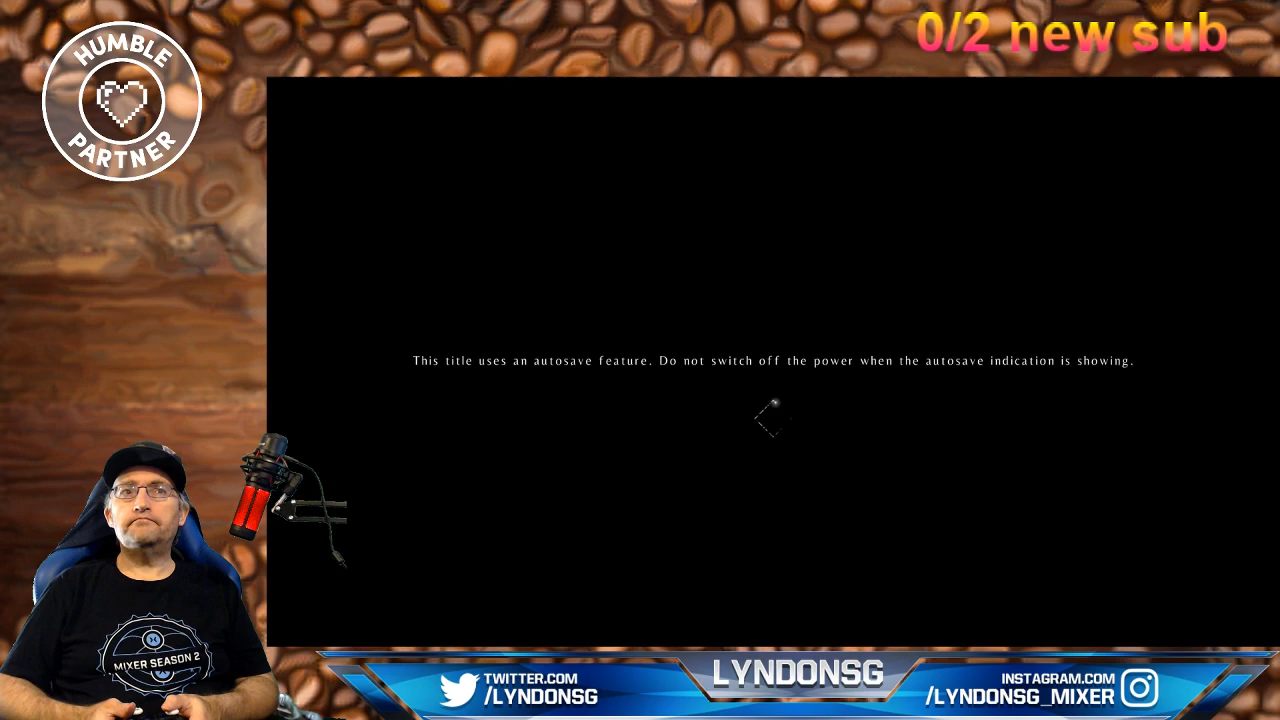 HUMBLE
PARTNER
0/2 new sub
This title uses an autosave feature. Do not switch off the power when the autosave indication is showing.
MIXER SEASON 2
TWITTER.COM
/LYNDONSG
LYNDONSG
INSTAGRAM.COM
/LYNDONSG_MIXER